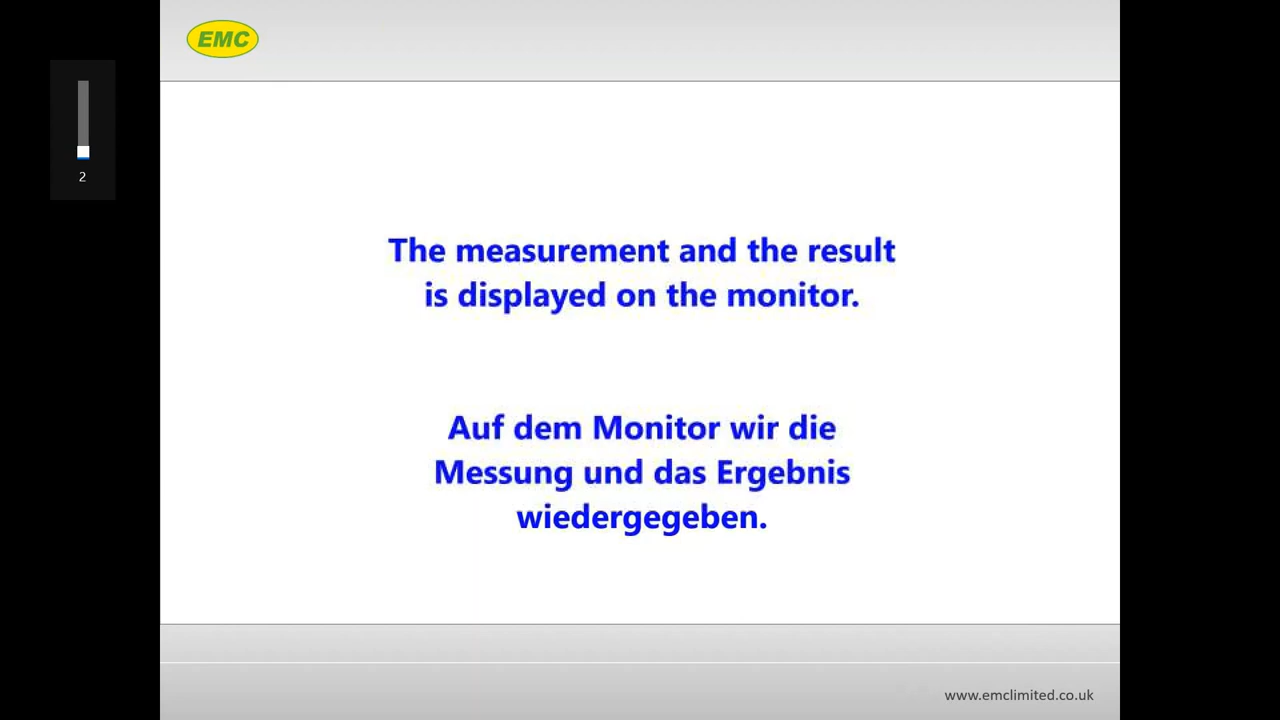 EMC
2
The measurement and the result
is displayed on the monitor.
Auf dem Monitor wir die
Messung und das Ergebnis
wiedergegeben.
www.emclimited.co.uk